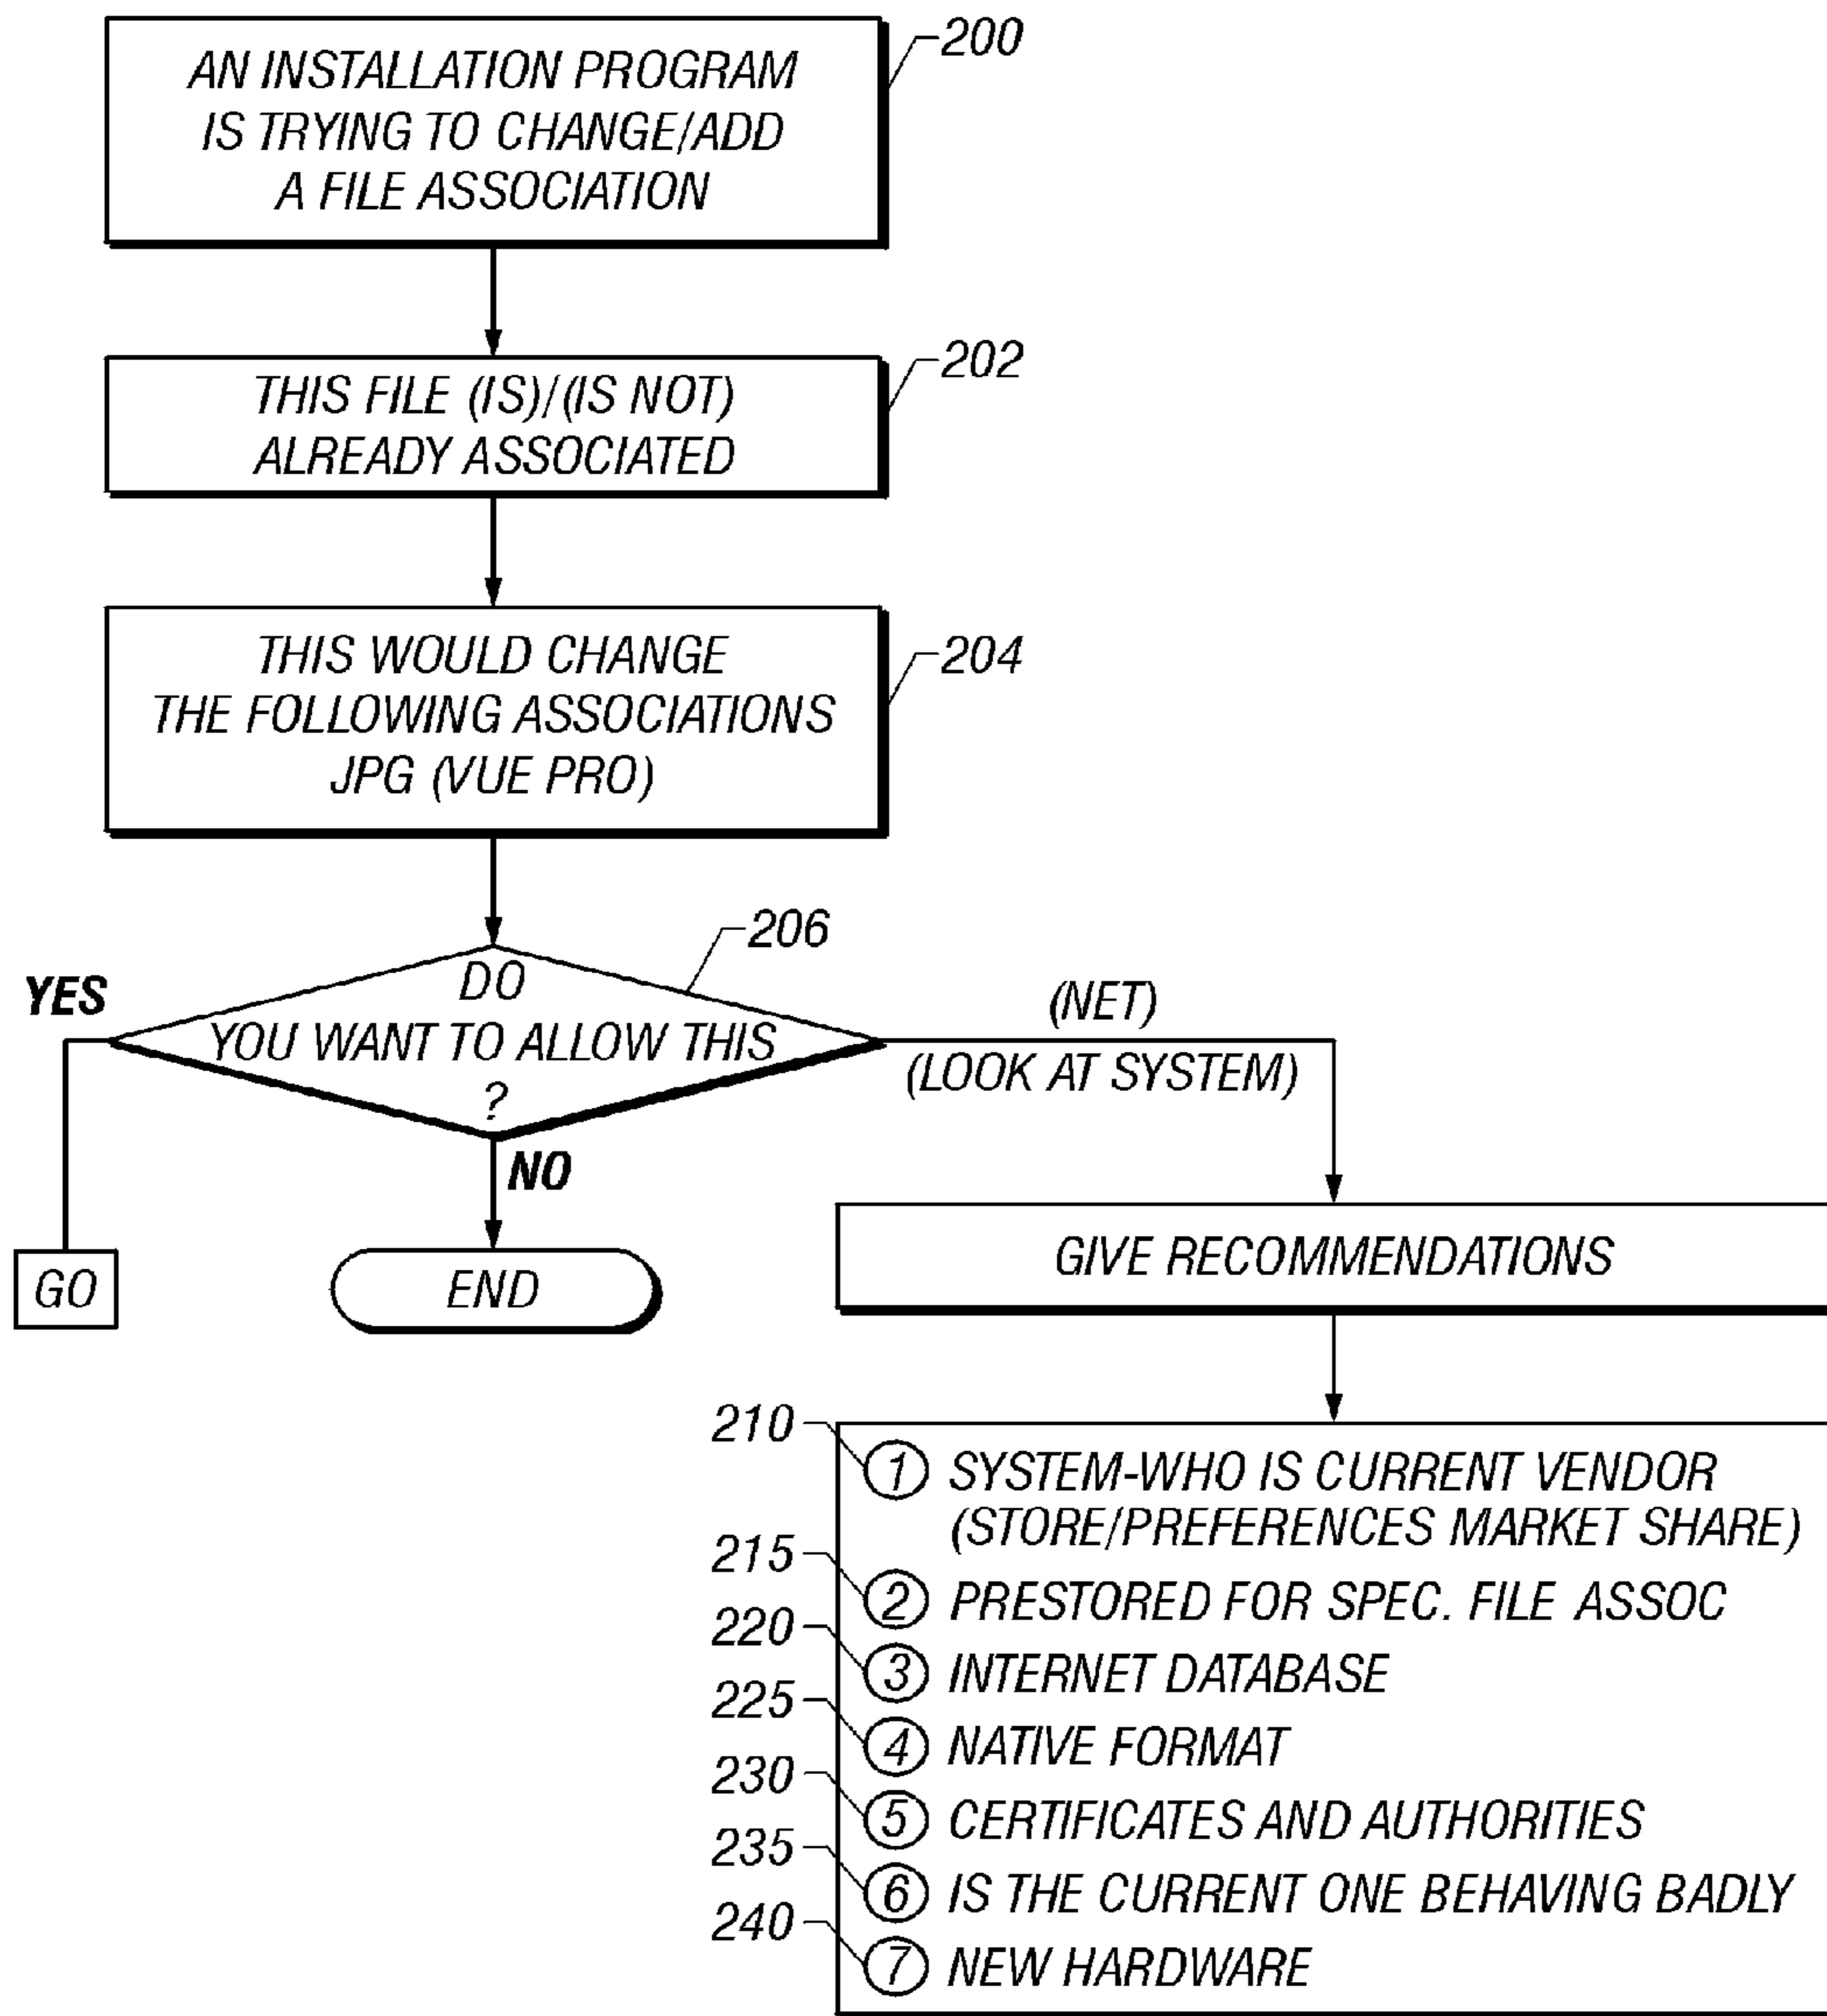 AN INSTALLATION PROGRAM
IS TRYING TO CHANGE/ADD
A FILE ASSOCIATION
200
THIS FILE (IS)/(IS NOT)
ALREADY ASSOCIATED
202
THIS WOULD CHANGE
THE FOLLOWING ASSOCIATIONS
JPG (VUE PRO)
204
206
DO
YOU WANT TO ALLOW THIS
?
YES
GO
NO
END
(NET)
(LOOK AT SYSTEM)
GIVE RECOMMENDATIONS
210
1 SYSTEM-WHO IS CURRENT VENDOR
(STORE/PREFERENCES MARKET SHARE)
215
2 PRESTORED FOR SPEC. FILE ASSOC
220
3 INTERNET DATABASE
225
4 NATIVE FORMAT
230
5 CERTIFICATES AND AUTHORITIES
235
6 IS THE CURRENT ONE BEHAVING BADLY
240
7 NEW HARDWARE